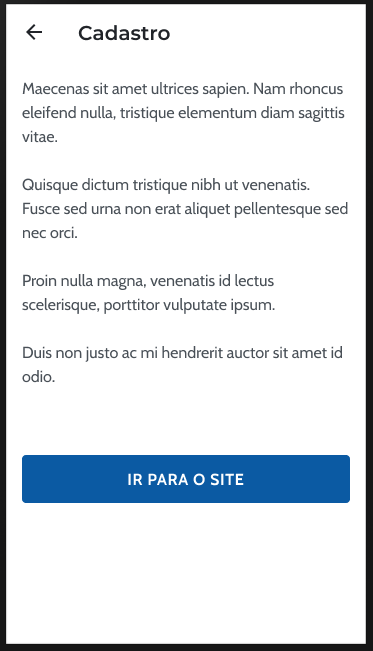 Cadastro
Maecenas sit amet ultrices sapien. Nam rhoncus
eleifend nulla, tristique elementum diam sagittis
vitae.
Quisque dictum tristique nibh ut venenatis.
Fusce sed urna non erat aliquet pellentesque sed
nec orci.
Proin nulla magna, venenatis id lectus
scelerisque, porttitor vulputate ipsum.
Duis non justo ac mi hendrerit auctor sit amet id
odio.
IR PARA O SITE